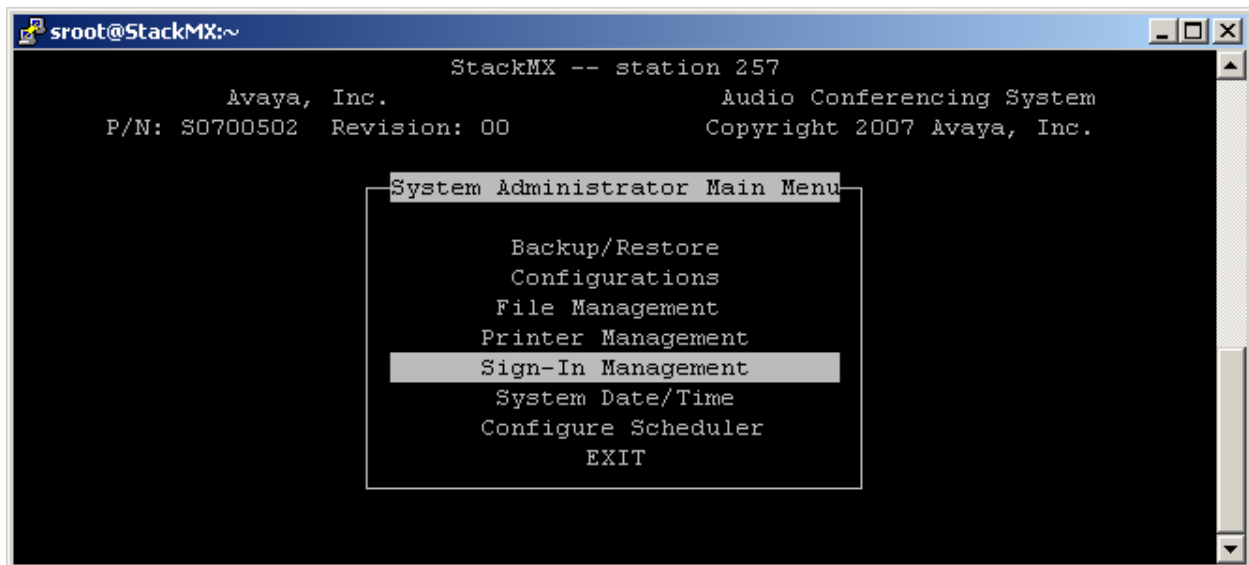 sroot@StackMX:~
StackMX -- station 257
Avaya, Inc. Audio Conferencing System
P/N: S0700502 Revision: 00 Copyright 2007 Avaya, Inc.
System Administrator Main Menu
Backup/Restore
Configurations
File Management
Printer Management
Sign-In Management
System Date/Time
Configure Scheduler
EXIT